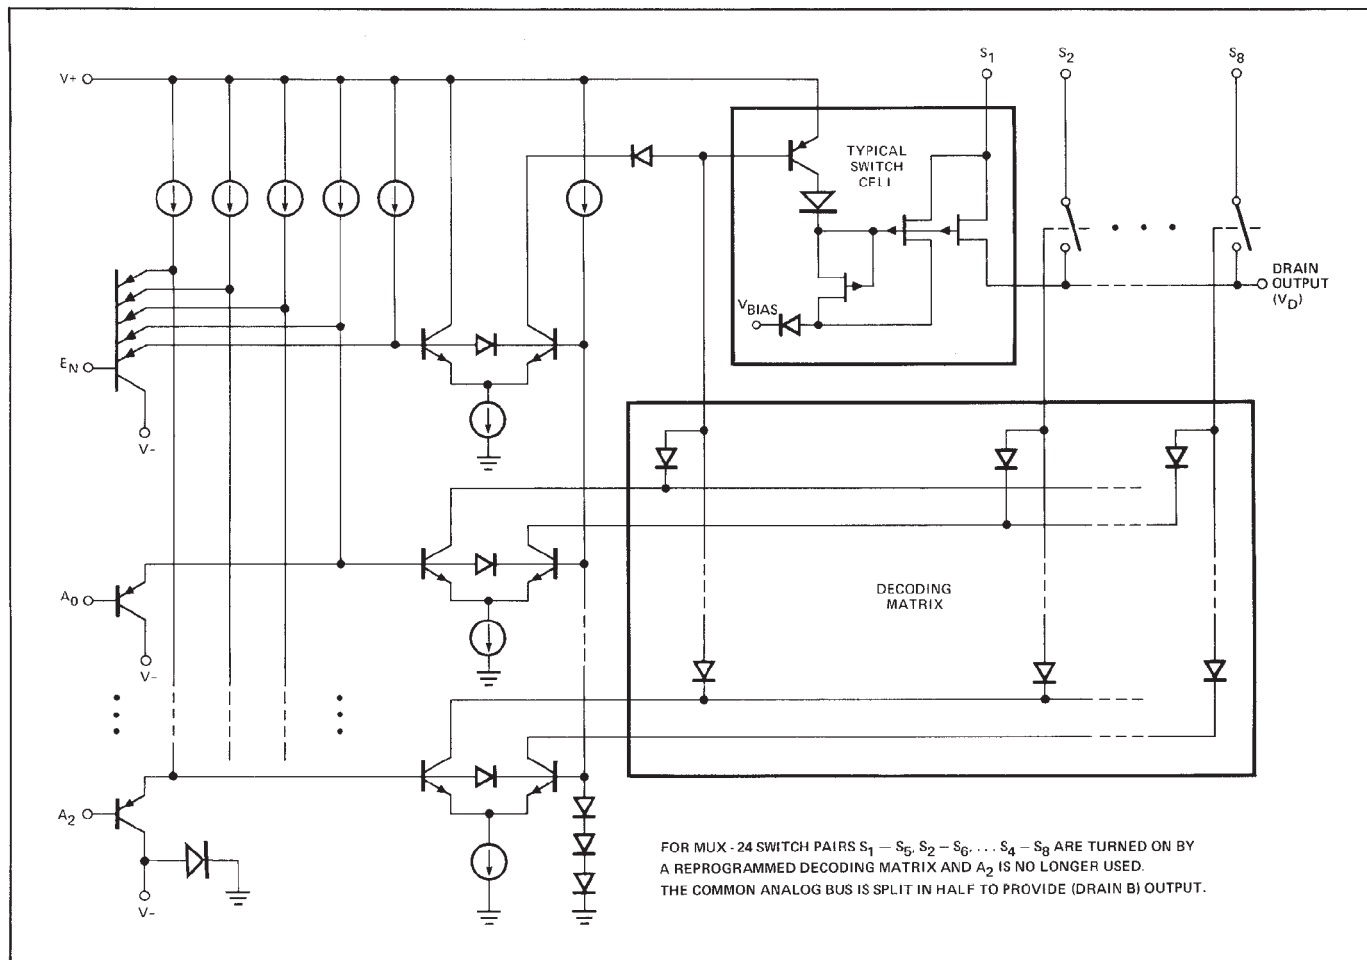 V+
S1
S2
S8
TYPICAL
SWITCH
CELL
DRAIN
OUTPUT
(VD)
VBIAS
EN
V-
A0
V-
DECODING
MATRIX
A2
V-
FOR MUX - 24 SWITCH PAIRS S1 – S5, S2 – S6, . . . S4 – S8 ARE TURNED ON BY
A REPROGRAMMED DECODING MATRIX AND A2 IS NO LONGER USED.
THE COMMON ANALOG BUS IS SPLIT IN HALF TO PROVIDE (DRAIN B) OUTPUT.